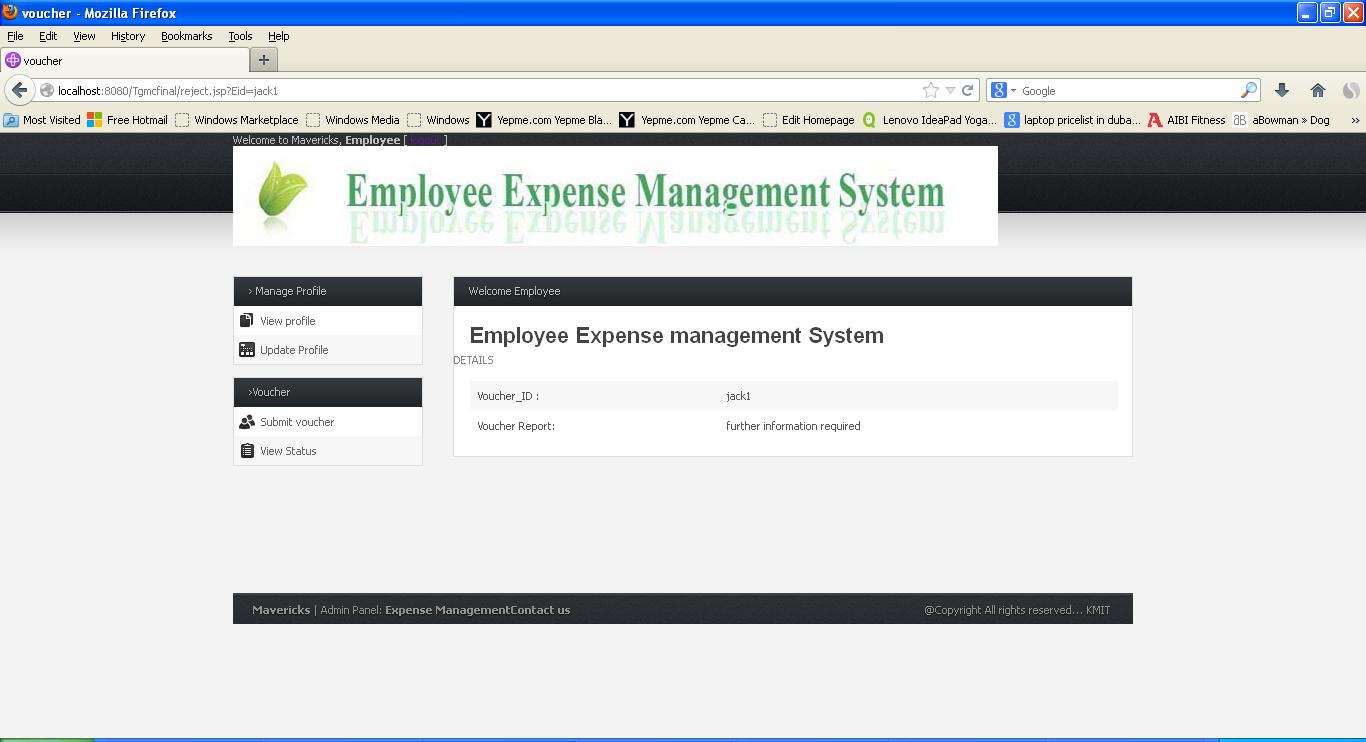 voucher - Mozilla Firefox
File Edit View History Bookmarks Tools Help
voucher
localhost:8080/Tgmcfinal/reject.jsp?Eid=jack1
Google
Most Visited Free Hotmail Windows Marketplace Windows Media Windows Yepme.com Yepme Bla... Yepme.com Yepme Ca... Edit Homepage Lenovo IdeaPad Yoga... laptop pricelist in duba... AIBI Fitness aBowman » Dog »
Welcome to Mavericks, Employee [ logout ]
Employee Expense Management System
> Manage Profile
View profile
Update Profile
>Voucher
Submit voucher
View Status
Welcome Employee
Employee Expense management System
DETAILS
Voucher_ID : jack1
Voucher Report: further information required
Mavericks | Admin Panel: Expense ManagementContact us
@Copyright All rights reserved... KMIT